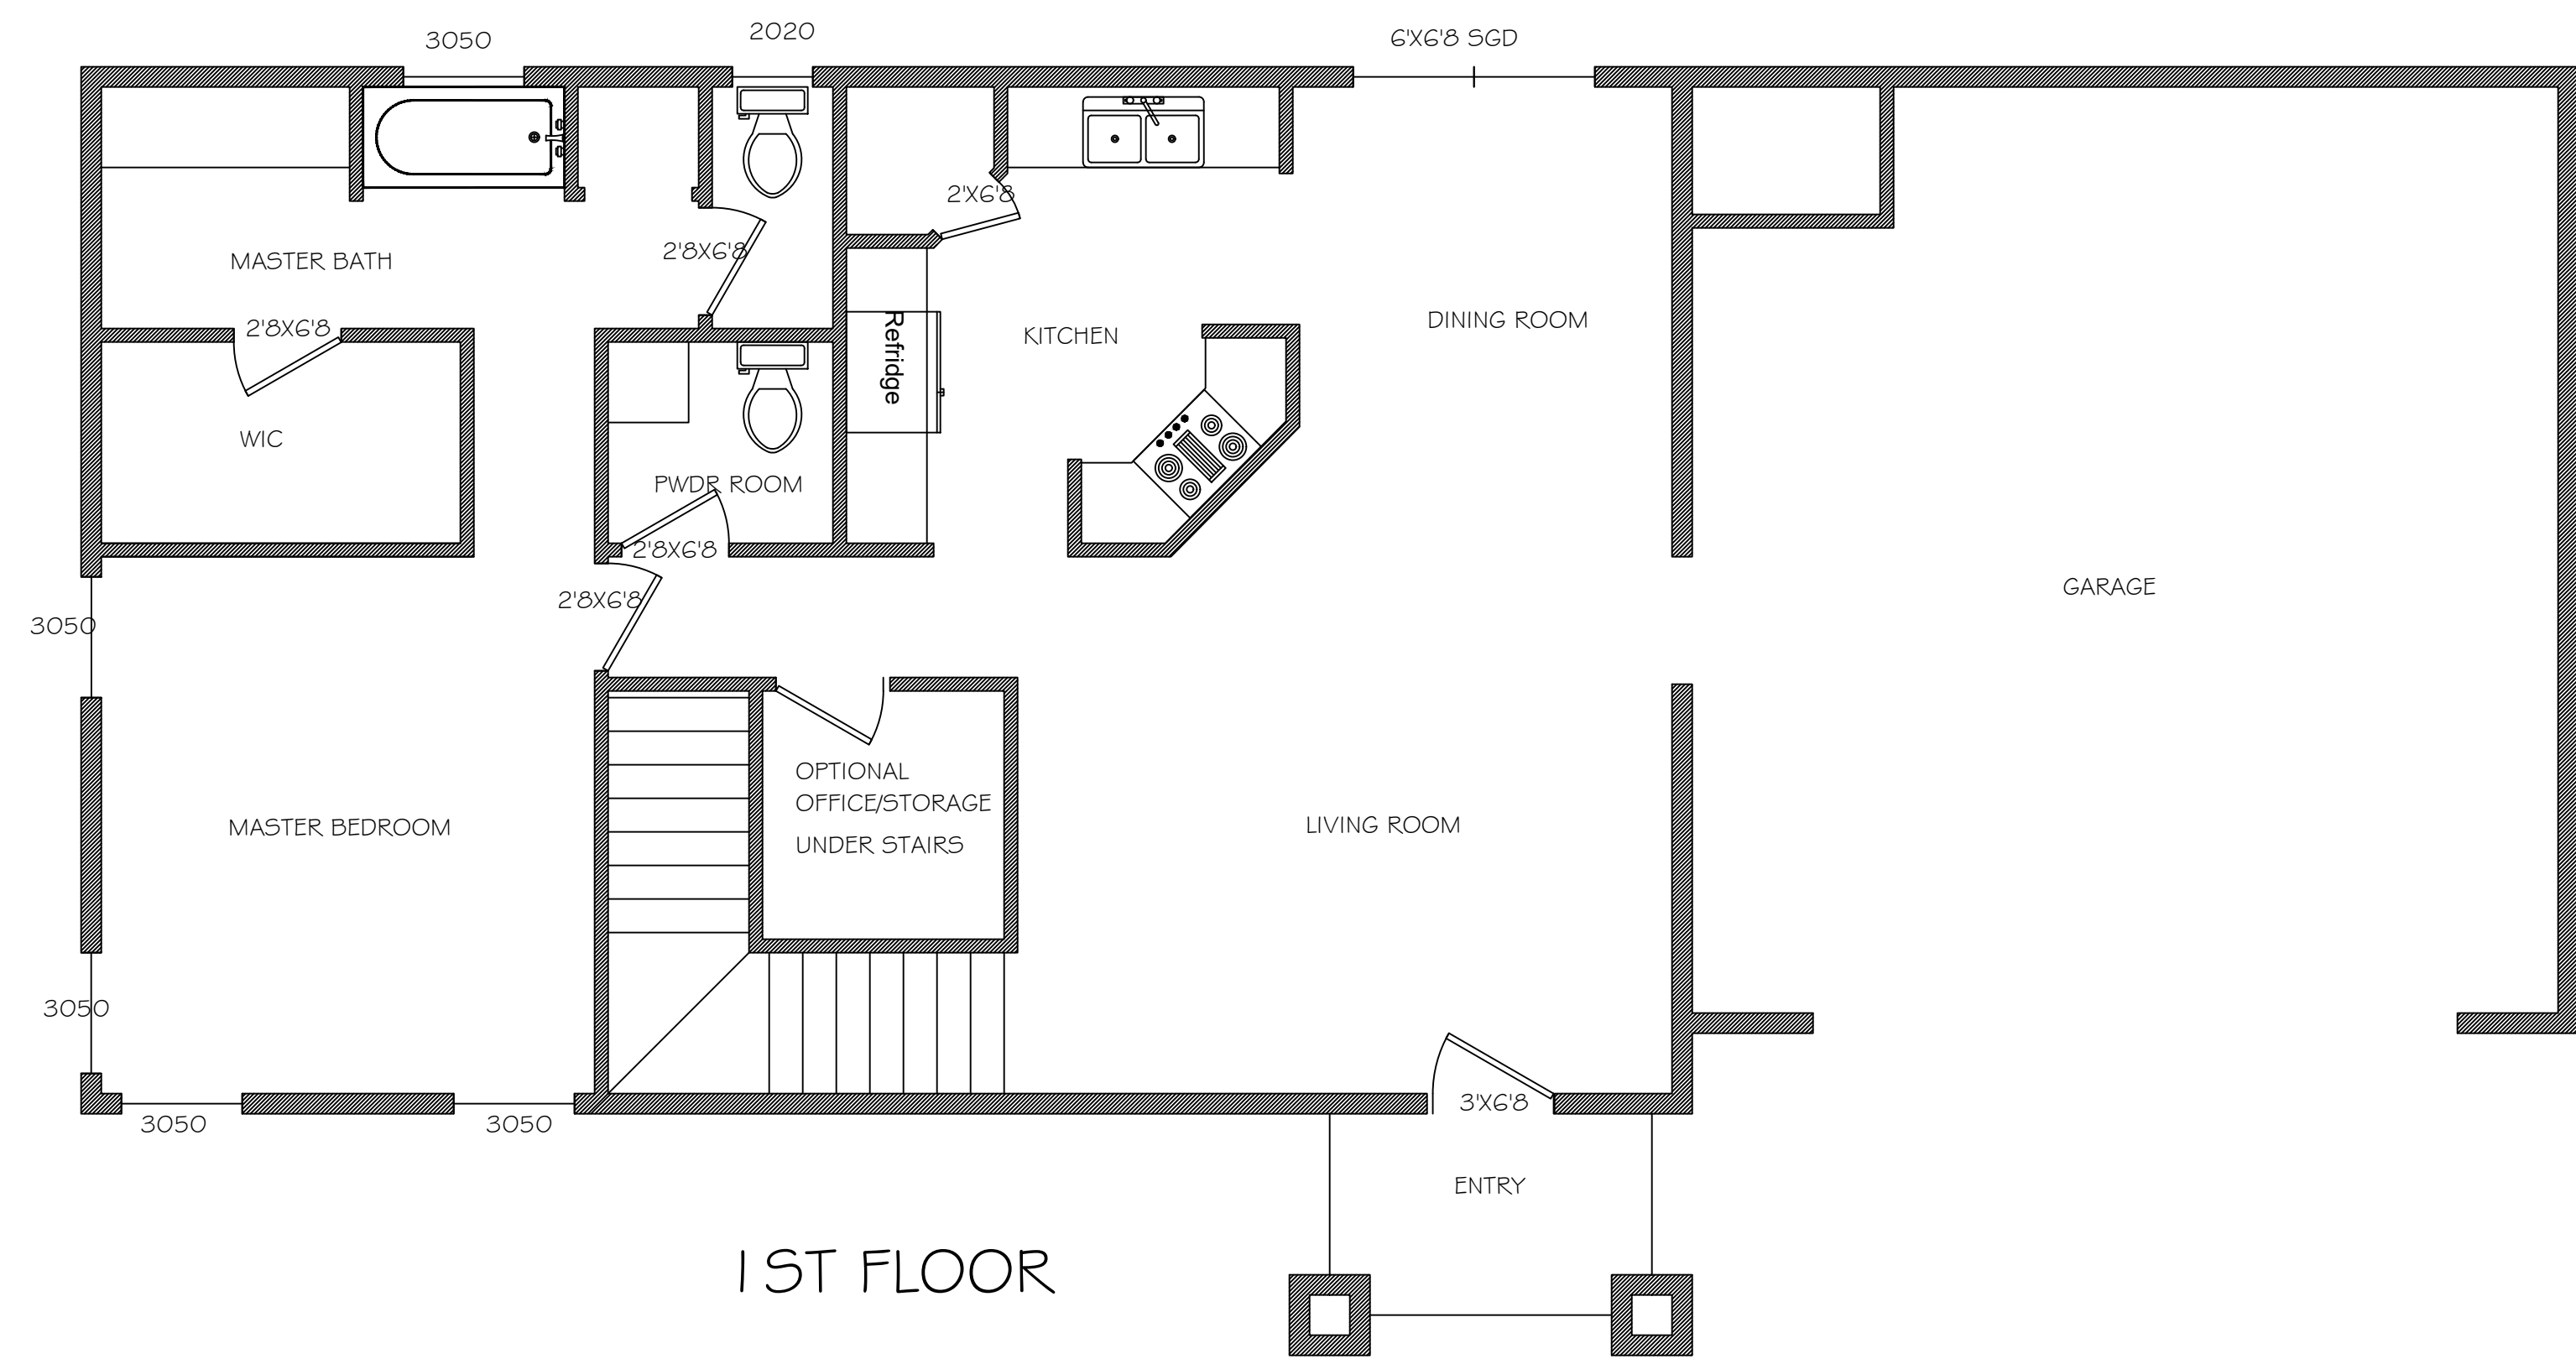 3050
2020
6'X6'8 SGD
2'X6'8
2'8X6'8
MASTER BATH
2'8X6'8
Refridge
KITCHEN
DINING ROOM
WIC
PWDR ROOM
2'8X6'8
2'8X6'8
GARAGE
3050
OPTIONAL
OFFICE/STORAGE
UNDER STAIRS
MASTER BEDROOM
LIVING ROOM
3050
3'X6'8
3050
3050
ENTRY
1ST FLOOR